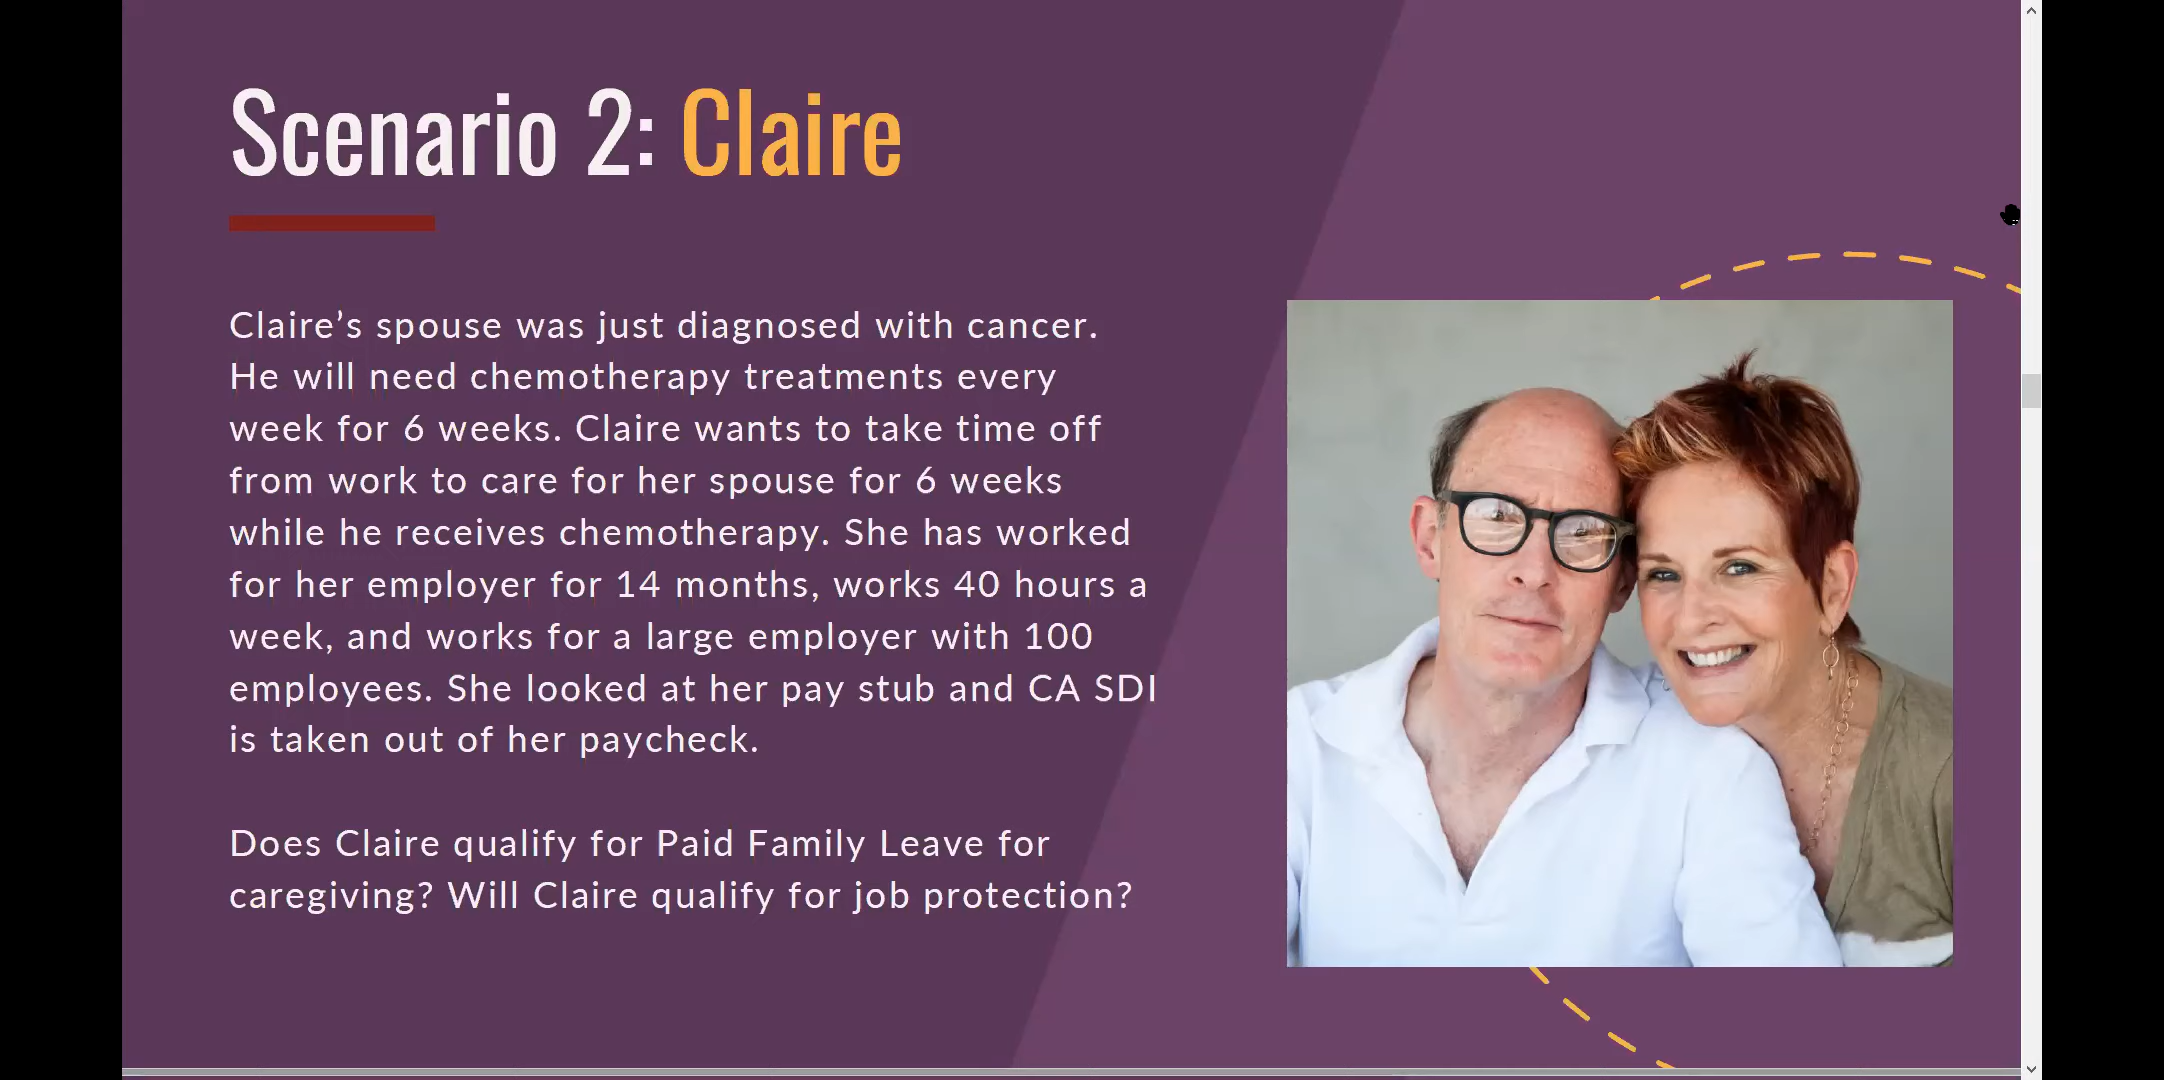 Scenario 2: Claire
Claire’s spouse was just diagnosed with cancer.
He will need chemotherapy treatments every
week for 6 weeks. Claire wants to take time off
from work to care for her spouse for 6 weeks
while he receives chemotherapy. She has worked
for her employer for 14 months, works 40 hours a
week, and works for a large employer with 100
employees. She looked at her pay stub and CA SDI
is taken out of her paycheck.
Does Claire qualify for Paid Family Leave for
caregiving? Will Claire qualify for job protection?